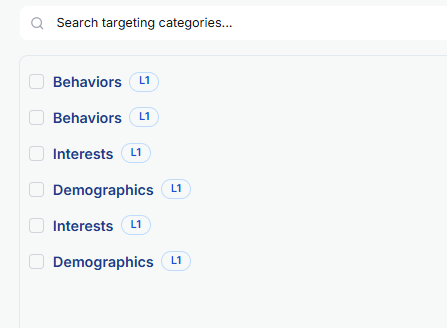 Search targeting categories...
Behaviors L1
Behaviors L1
Interests L1
Demographics L1
Interests L1
Demographics L1